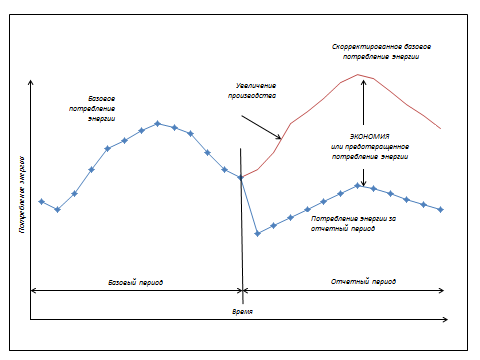 Скорректированное базовое
потребление энергии
Увеличение
производства
Базовое
потребление
энергии
ЭКОНОМИЯ
или предотвращенное
потребление энергии
Потребление энергии
Потребление энергии за
отчетный период
Базовый период
Отчетный период
Время